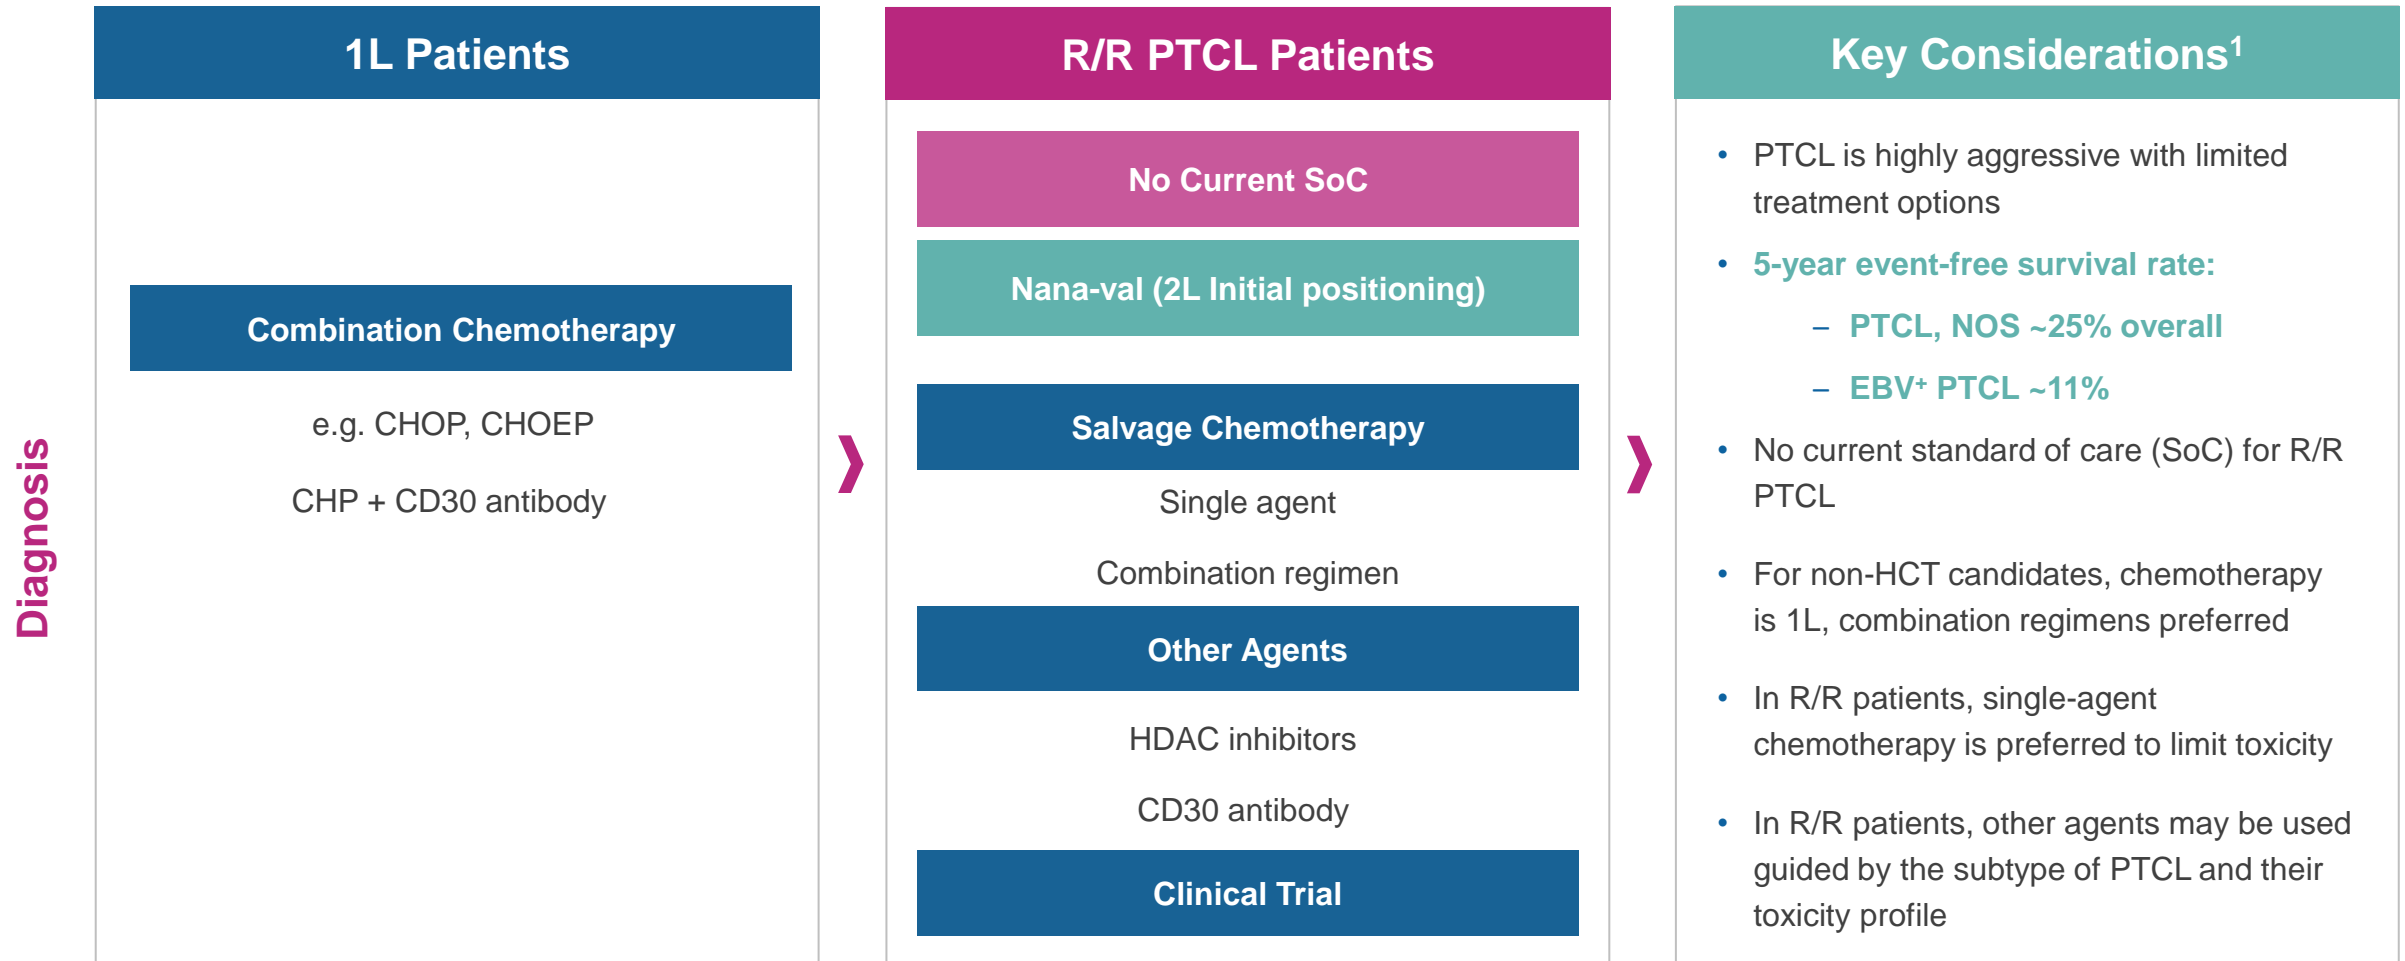 Diagnosis
1L Patients
Combination Chemotherapy
e.g. CHOP, CHOEP
CHP + CD30 antibody
R/R PTCL Patients
No Current SoC
Nana-val (2L Initial positioning)
Salvage Chemotherapy
Single agent
Combination regimen
Other Agents
HDAC inhibitors
CD30 antibody
Clinical Trial
Key Considerations¹
• PTCL is highly aggressive with limited
treatment options
• 5-year event-free survival rate:
– PTCL, NOS ~25% overall
– EBV⁺ PTCL ~11%
• No current standard of care (SoC) for R/R
PTCL
• For non-HCT candidates, chemotherapy
is 1L, combination regimens preferred
• In R/R patients, single-agent
chemotherapy is preferred to limit toxicity
• In R/R patients, other agents may be used
guided by the subtype of PTCL and their
toxicity profile